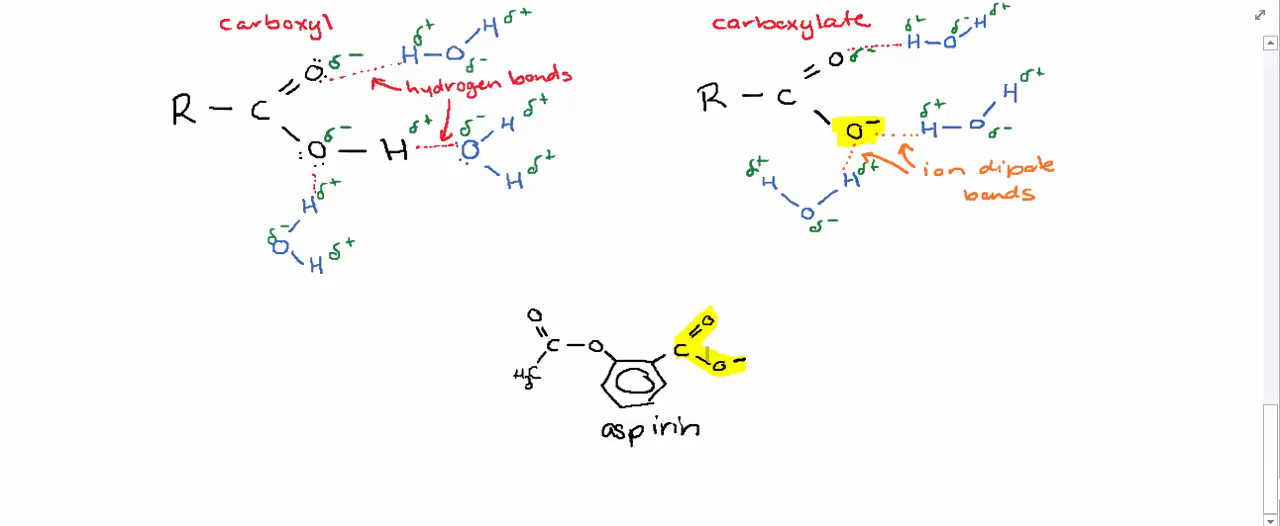 carboxyl
carboxylate
δ+ H δ+
H – O δ-
O δ-
hydrogen bonds
R – C
O δ- – H δ+
δ- O H δ+
H δ+
H δ+
δ- O H δ+
δ+ H – O δ- H δ+
O δ-
R – C
O-
δ+ H – O δ- H δ+
ion dipole
bonds
δ+ H H δ+
O δ-
O
C – O
H₃C
C O
O-
aspirin